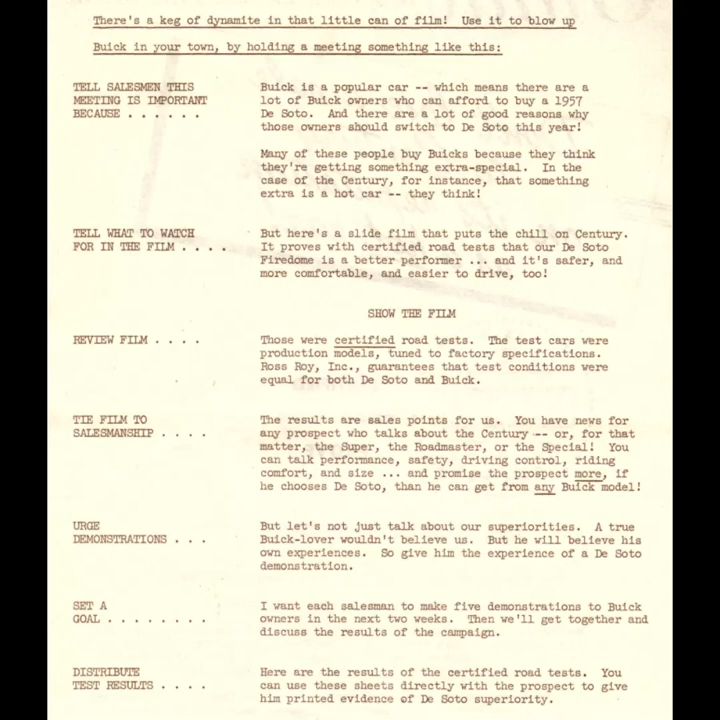 There's a keg of dynamite in that little can of film! Use it to blow up
Buick in your town, by holding a meeting something like this:
TELL SALESMEN THIS
MEETING IS IMPORTANT
BECAUSE . . . . . .
Buick is a popular car -- which means there are a
lot of Buick owners who can afford to buy a 1957
De Soto. And there are a lot of good reasons why
those owners should switch to De Soto this year!
Many of these people buy Buicks because they think
they're getting something extra-special. In the
case of the Century, for instance, that something
extra is a hot car -- they think!
TELL WHAT TO WATCH
FOR IN THE FILM . . . .
But here's a slide film that puts the chill on Century.
It proves with certified road tests that our De Soto
Firedome is a better performer ... and it's safer, and
more comfortable, and easier to drive, too!
SHOW THE FILM
REVIEW FILM . . . .
Those were certified road tests. The test cars were
production models, tuned to factory specifications.
Ross Roy, Inc., guarantees that test conditions were
equal for both De Soto and Buick.
TIE FILM TO
SALESMANSHIP . . . .
The results are sales points for us. You have news for
any prospect who talks about the Century -- or, for that
matter, the Super, the Roadmaster, or the Special! You
can talk performance, safety, driving control, riding
comfort, and size ... and promise the prospect more, if
he chooses De Soto, than he can get from any Buick model!
URGE
DEMONSTRATIONS . . .
But let's not just talk about our superiorities. A true
Buick-lover wouldn't believe us. But he will believe his
own experiences. So give him the experience of a De Soto
demonstration.
SET A
GOAL . . . . . . . .
I want each salesman to make five demonstrations to Buick
owners in the next two weeks. Then we'll get together and
discuss the results of the campaign.
DISTRIBUTE
TEST RESULTS . . . .
Here are the results of the certified road tests. You
can use these sheets directly with the prospect to give
him printed evidence of De Soto superiority.